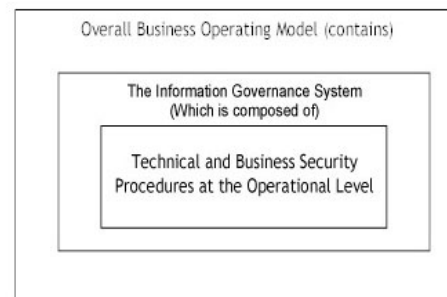 Overall Business Operating Model (contains)
The Information Governance System
(Which is composed of)
Technical and Business Security
Procedures at the Operational Level